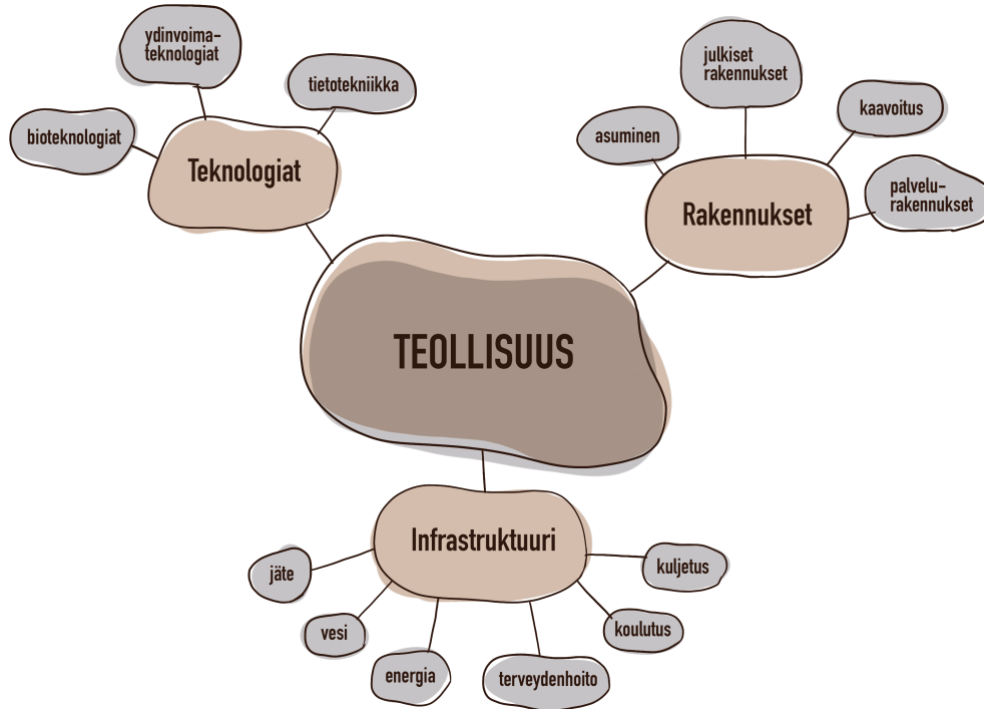 ydinvoima-
teknologiat
tietotekniikka
bioteknologiat
Teknologiat
julkiset
rakennukset
asuminen
kaavoitus
palvelu-
rakennukset
Rakennukset
TEOLLISUUS
Infrastruktuuri
jäte
vesi
energia
terveydenhoito
koulutus
kuljetus